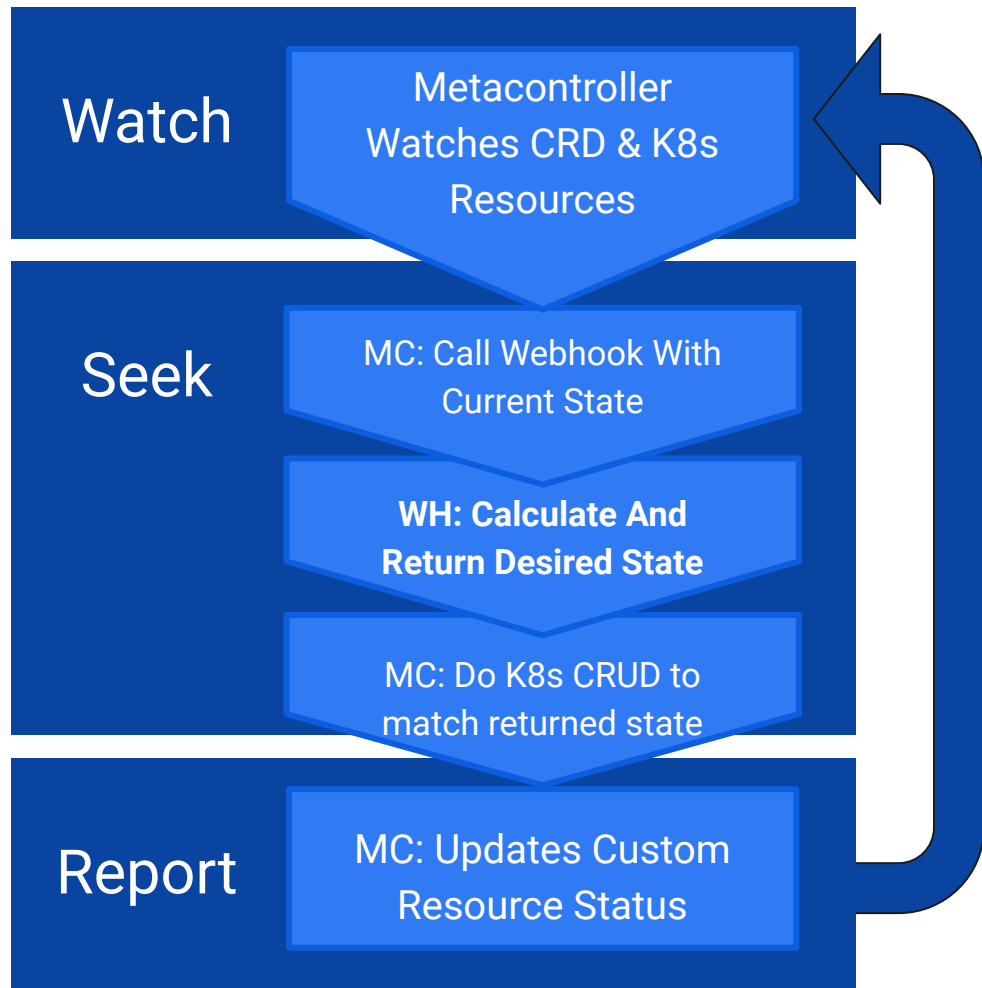 Watch
Metacontroller
Watches CRD & K8s
Resources
Seek
MC: Call Webhook With
Current State
WH: Calculate And
Return Desired State
MC: Do K8s CRUD to
match returned state
Report
MC: Updates Custom
Resource Status